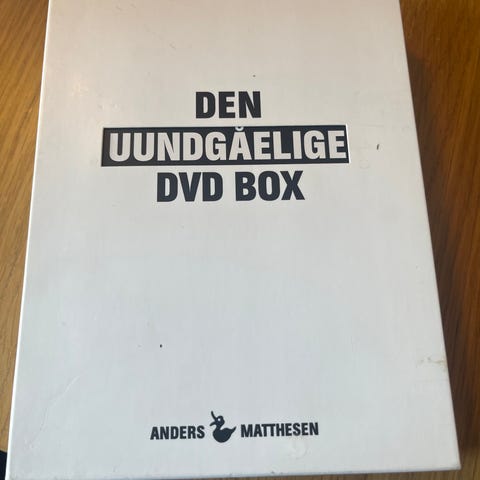 DEN
UUNDGÅELIGE
DVD BOX
ANDERS MATTHESEN